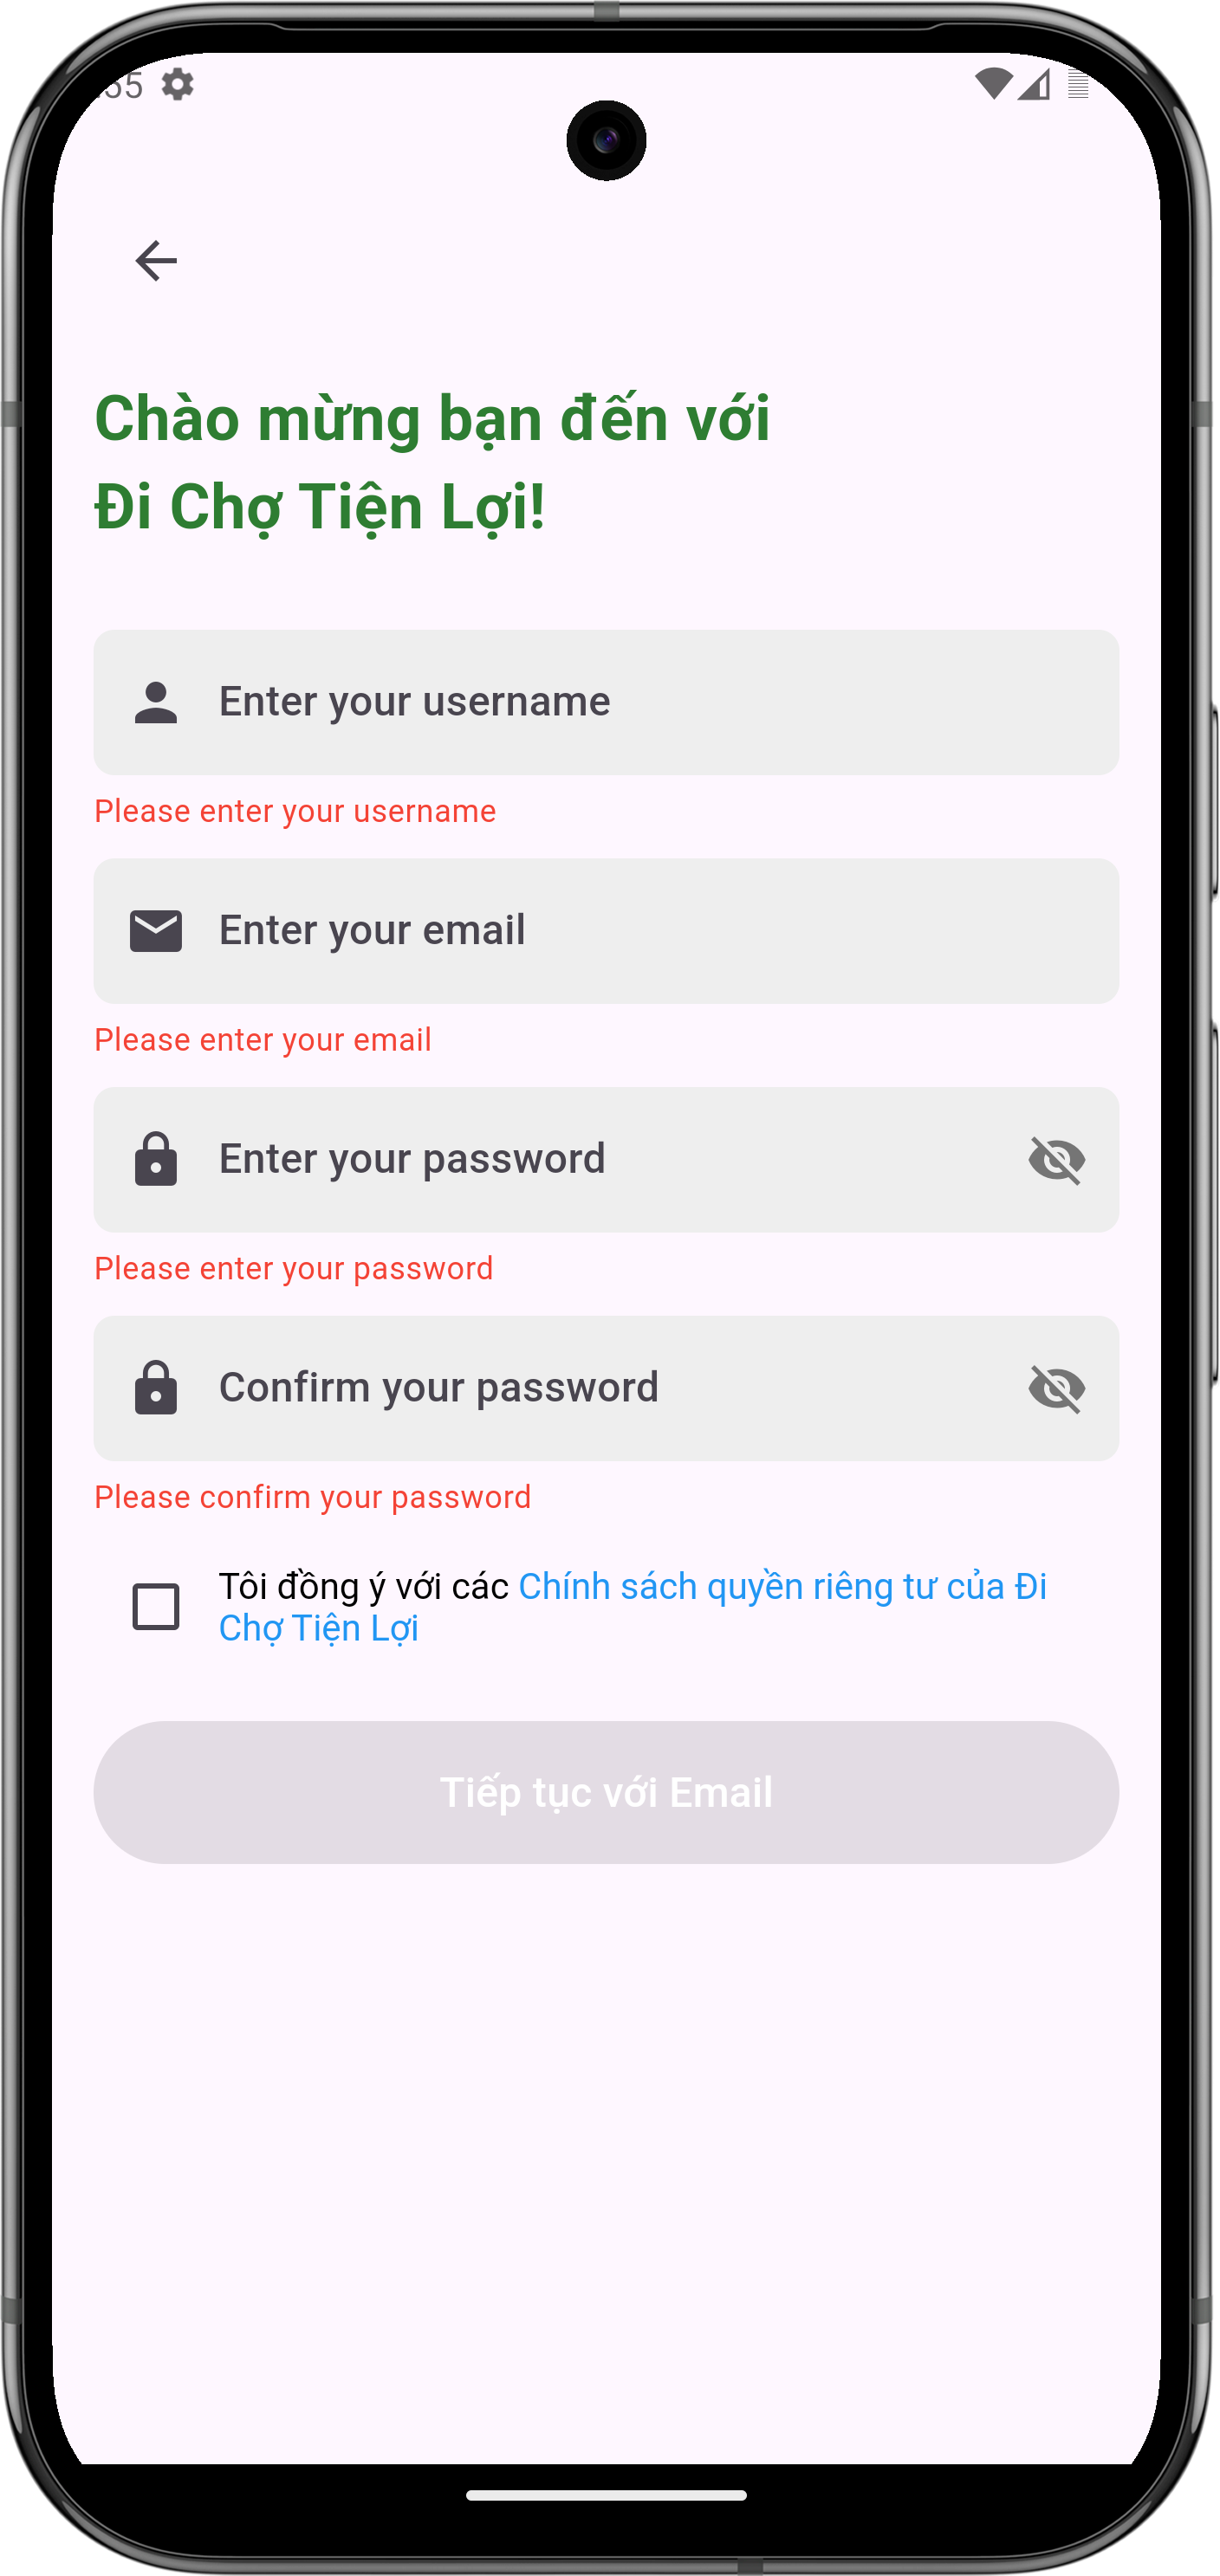 Chào mừng bạn đến với
Đi Chợ Tiện Lợi!
Enter your username
Please enter your username
Enter your email
Please enter your email
Enter your password
Please enter your password
Confirm your password
Please confirm your password
Tôi đồng ý với các Chính sách quyền riêng tư của Đi
Chợ Tiện Lợi
Tiếp tục với Email